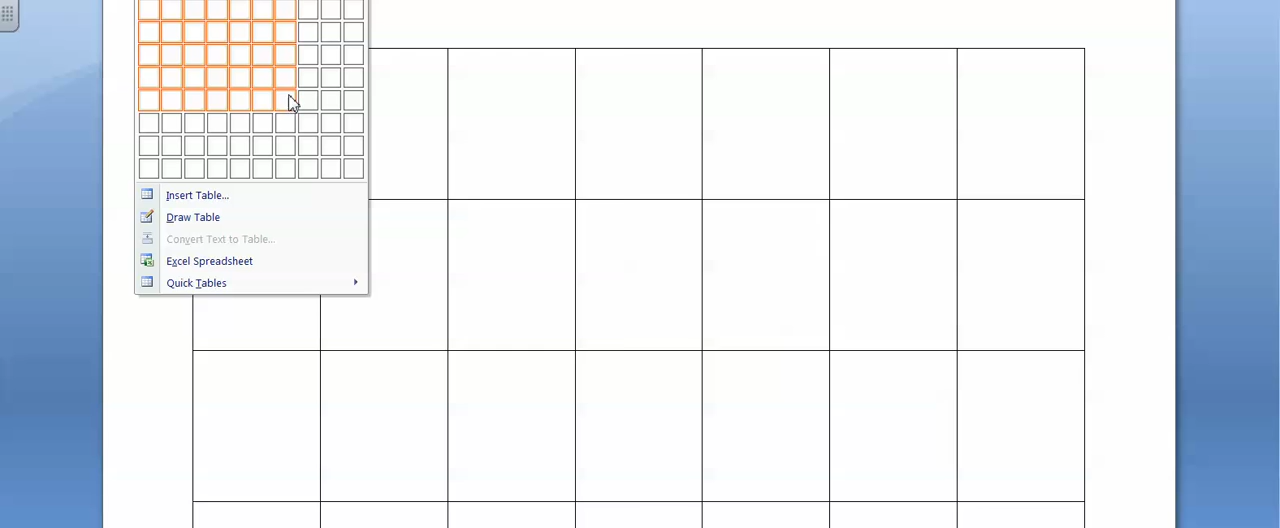 Insert Table...
Draw Table
Convert Text to Table...
Excel Spreadsheet
Quick Tables